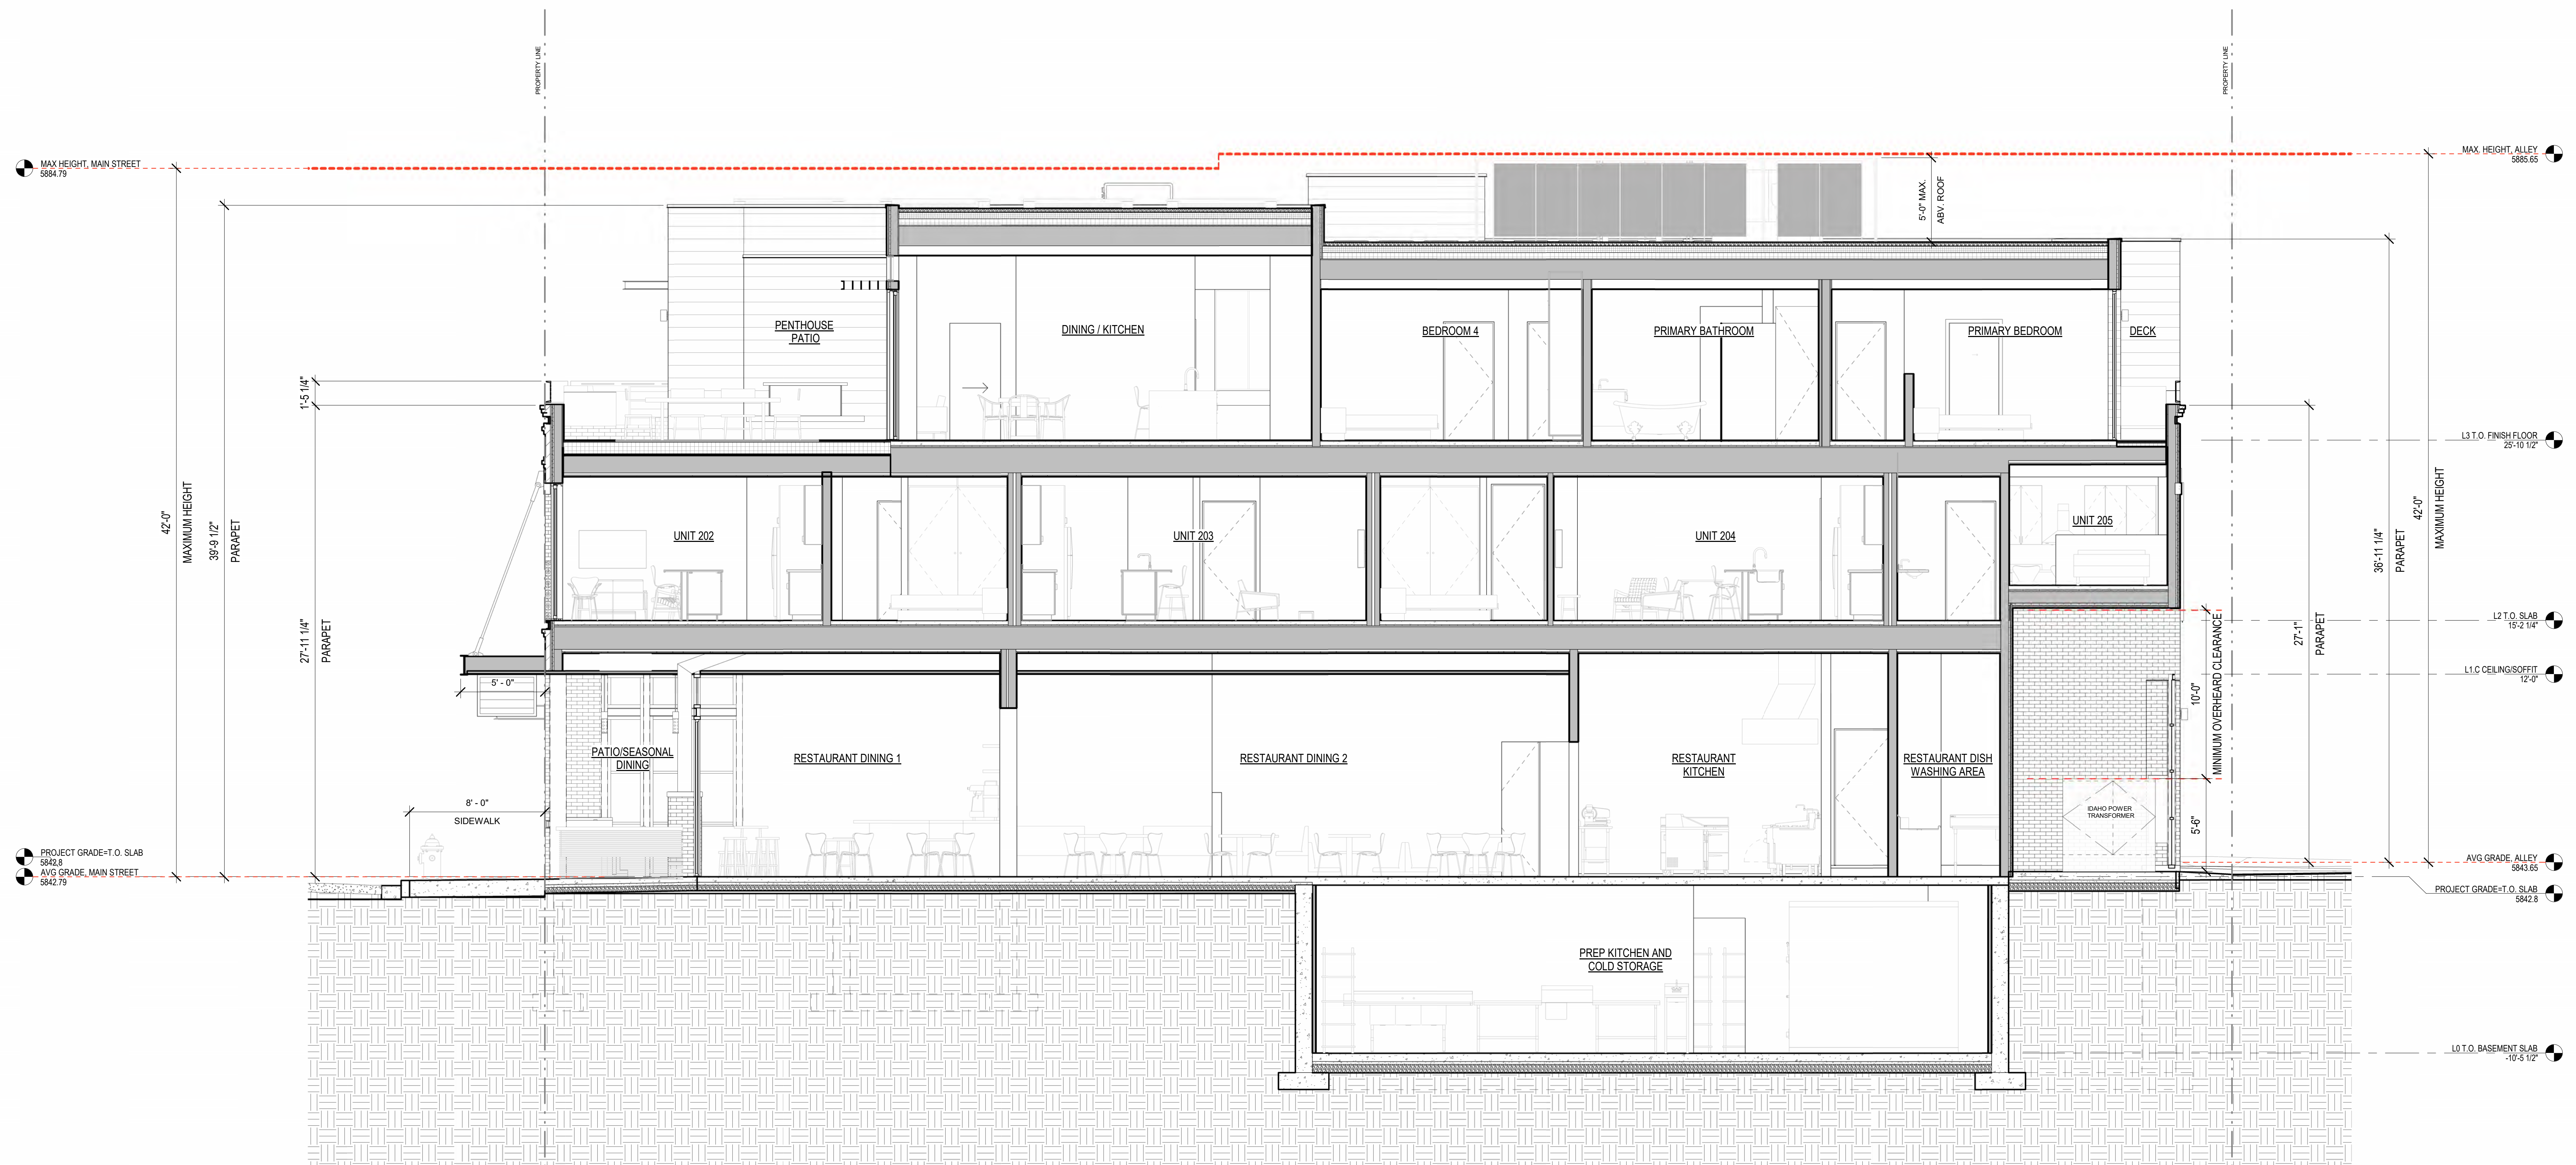 PROPERTY LINE
PROPERTY LINE
MAX HEIGHT, MAIN STREET
5884.79
MAX. HEIGHT, ALLEY
5885.65
5'-0" MAX.
ABV. ROOF
PENTHOUSE
PATIO
DINING / KITCHEN
BEDROOM 4
PRIMARY BATHROOM
PRIMARY BEDROOM
DECK
1'-5 1/4"
L3 T.O. FINISH FLOOR
25'-10 1/2"
42'-0"
MAXIMUM HEIGHT
39'-9 1/2"
PARAPET
27'-11 1/4"
PARAPET
UNIT 202
UNIT 203
UNIT 204
UNIT 205
36'-11 1/4"
PARAPET
42'-0"
MAXIMUM HEIGHT
27'-1"
PARAPET
L2 T.O. SLAB
15'-2 1/4"
L1.C CEILING/SOFFIT
12'-0"
5' - 0"
10'-0"
MINIMUM OVERHEARD CLEARANCE
PATIO/SEASONAL
DINING
RESTAURANT DINING 1
RESTAURANT DINING 2
RESTAURANT
KITCHEN
RESTAURANT DISH
WASHING AREA
8' - 0"
SIDEWALK
IDAHO POWER
TRANSFORMER
5'-6"
PROJECT GRADE=T.O. SLAB
5842.8
AVG GRADE, MAIN STREET
5842.79
AVG GRADE, ALLEY
5843.65
PROJECT GRADE=T.O. SLAB
5842.8
PREP KITCHEN AND
COLD STORAGE
L0 T.O. BASEMENT SLAB
-10'-5 1/2"